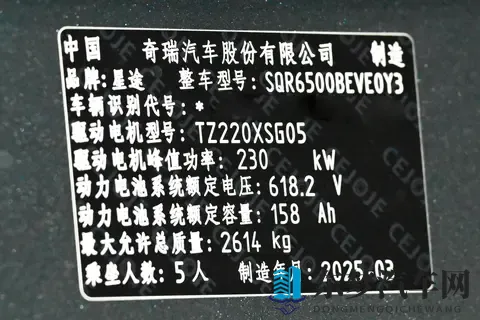 中国 奇瑞汽车股份有限公司 制造
品牌:星途 整车型号:SQR6500BEVE0Y3
车辆识别代号:*
驱动电机型号:TZ220XSG05
驱动电机峰值功率:230 kW
动力电池系统额定电压:618.2 V
动力电池系统额定容量:158 Ah
最大允许总质量:2614 kg
乘坐人数:5人 制造年月:2025-03
CEJOJE
DONGMENGQICHEWANG